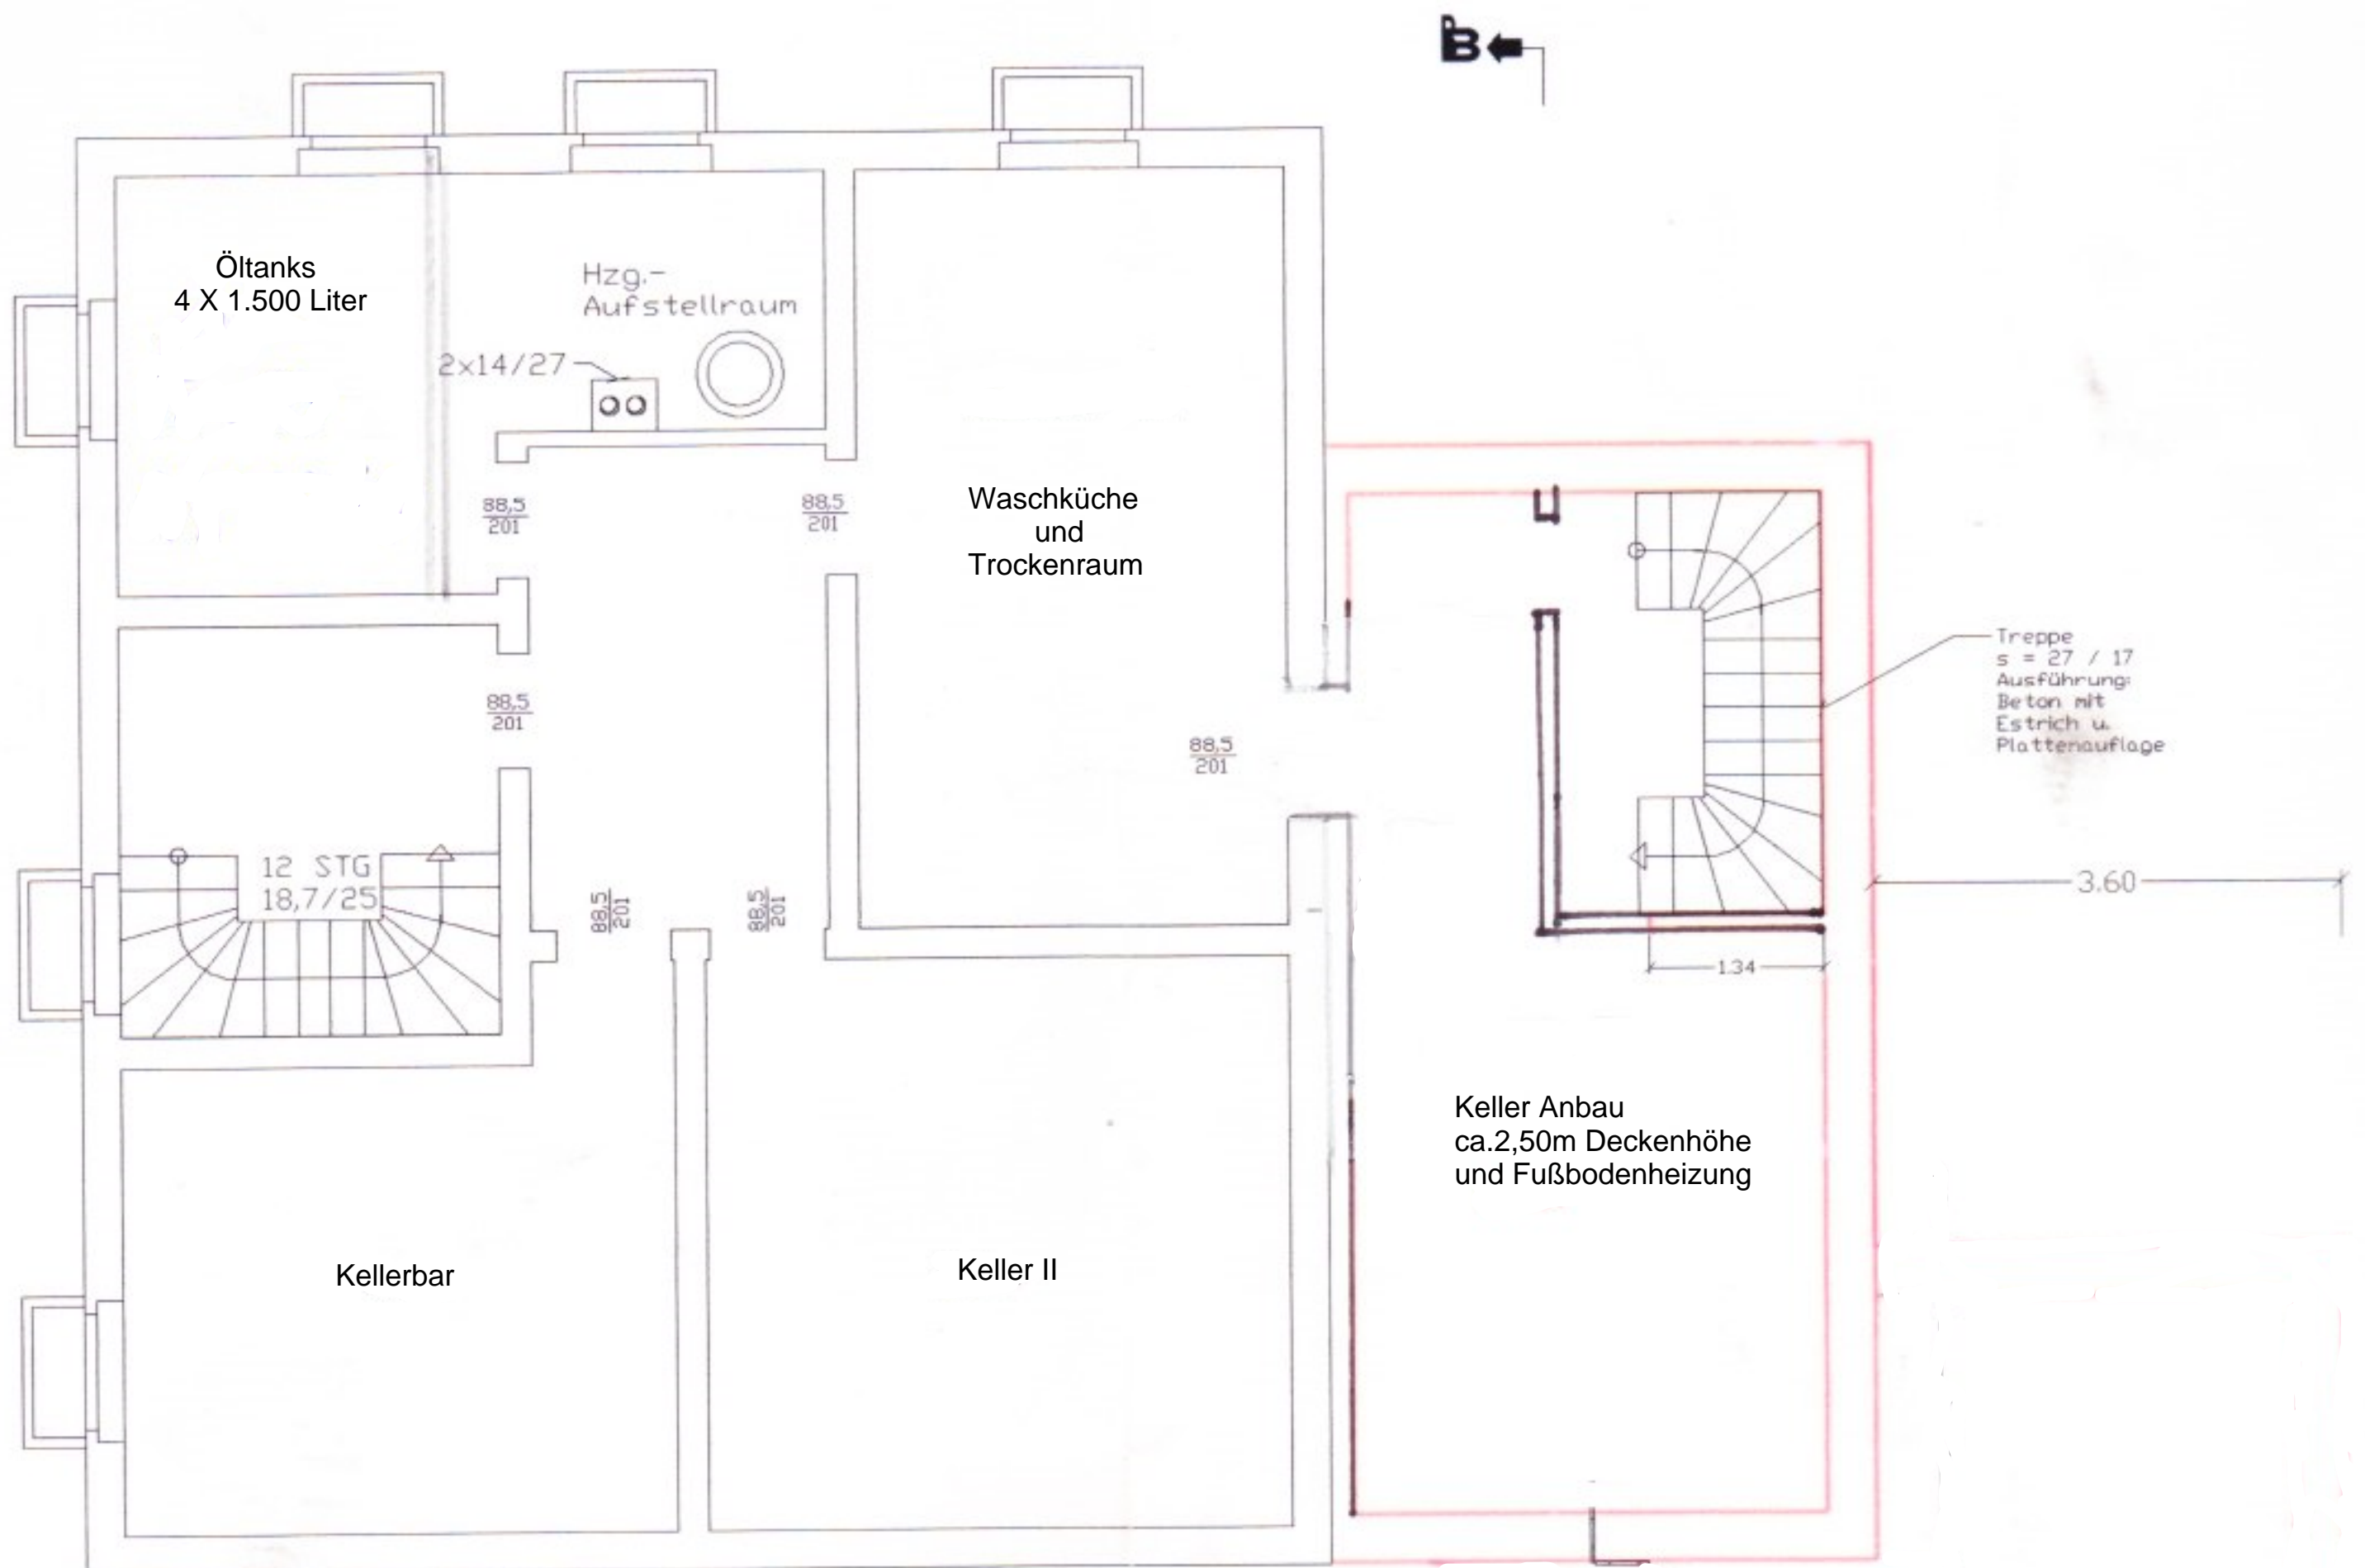 B
Öltanks
4 X 1.500 Liter
Hzg.-
Aufstellraum
2x14/27
88,5
201
88,5
201
Waschküche
und
Trockenraum
Treppe
s = 27 / 17
Ausführung:
Beton mit
Estrich u.
Plattenauflage
88,5
201
88,5
201
12 STG
18,7/25
88,5
201
88,5
201
3.60
1.34
Keller Anbau
ca.2,50m Deckenhöhe
und Fußbodenheizung
Kellerbar
Keller II